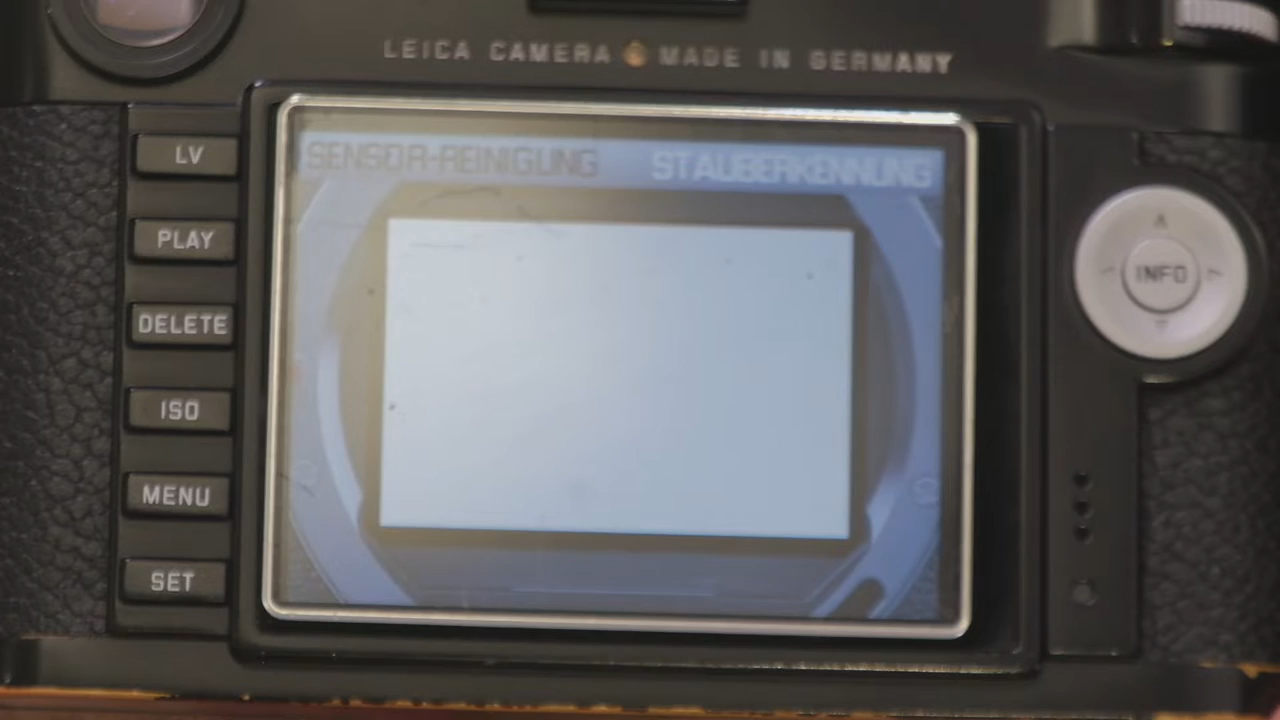 LEICA CAMERA MADE IN GERMANY
SENSOR-REINIGUNG STAUBERKENNUNG
LV
PLAY
DELETE
ISO
MENU
SET
INFO